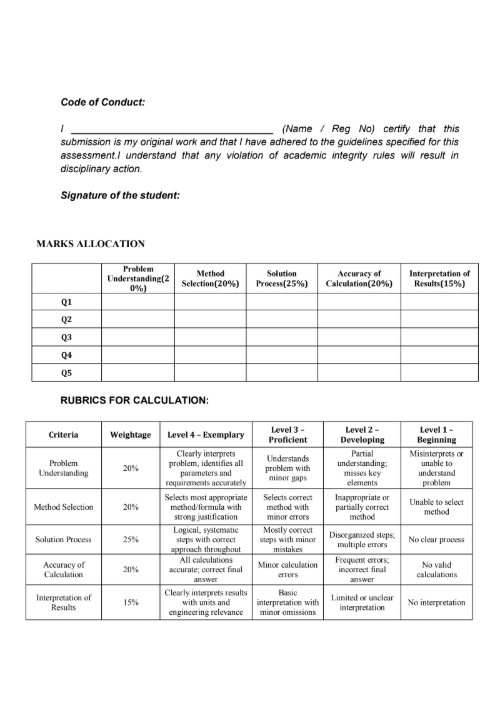 Code of Conduct:
I ______________________________________ (Name / Reg No) certify that this
submission is my original work and that I have adhered to the guidelines specified for this
assessment.I understand that any violation of academic integrity rules will result in
disciplinary action.
Signature of the student:
MARKS ALLOCATION
Problem Understanding(20%) Method Selection(20%) Solution Process(25%) Accuracy of Calculation(20%) Interpretation of Results(15%)
Q1
Q2
Q3
Q4
Q5
RUBRICS FOR CALCULATION:
Criteria Weightage Level 4 – Exemplary Level 3 – Proficient Level 2 – Developing Level 1 – Beginning
Problem Understanding 20% Clearly interprets problem, identifies all parameters and requirements accurately Understands problem with minor gaps Partial understanding; misses key elements Misinterprets or unable to understand problem
Method Selection 20% Selects most appropriate method/formula with strong justification Selects correct method with minor errors Inappropriate or partially correct method Unable to select method
Solution Process 25% Logical, systematic steps with correct approach throughout Mostly correct steps with minor mistakes Disorganized steps; multiple errors No clear process
Accuracy of Calculation 20% All calculations accurate; correct final answer Minor calculation errors Frequent errors; incorrect final answer No valid calculations
Interpretation of Results 15% Clearly interprets results with units and engineering relevance Basic interpretation with minor omissions Limited or unclear interpretation No interpretation